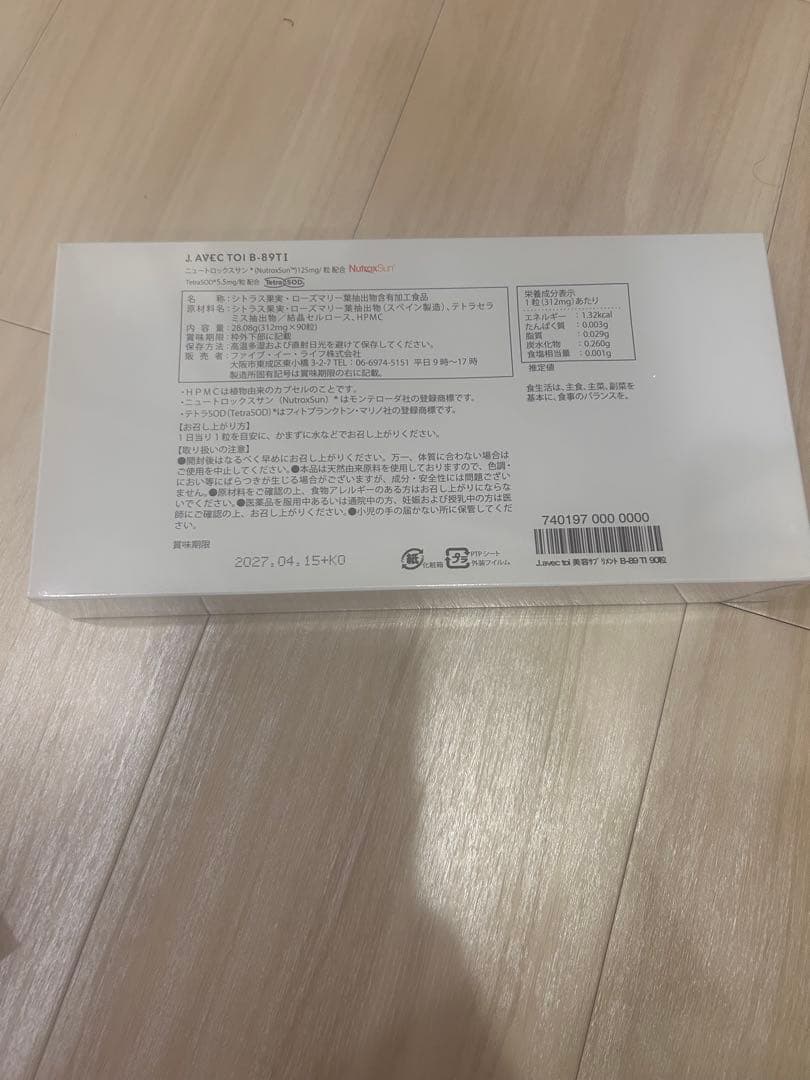 J. AVEC TOI B-89TI
ニュートロックスサン*(NutroxSun™)125mg/ 粒 配合 NutroxSun
TetraSOD®5.5mg/粒 配合 TetraSOD
名 称：シトラス果実・ローズマリー葉抽出物含有加工食品
原材料名：シトラス果実・ローズマリー葉抽出物（スペイン製造）、テトラセラ
ミス抽出物／結晶セルロース、HPMC
内 容 量：28.08g(312mg×90粒)
賞味期限：枠外下部に記載
保存方法：高温多湿および直射日光を避けて保存してください。
販 売 者：ファイブ・イー・ライフ株式会社
大阪市東成区東小橋 3-2-7 TEL：06-6974-5151 平日 9 時〜17 時
製造所固有記号は賞味期限の右に記載。
栄養成分表示
1 粒(312mg)あたり
エネルギー：1.32kcal
たんぱく質：0.003g
脂質：0.029g
炭水化物：0.260g
食塩相当量：0.001g
推定値
・HPMCは植物由来のカプセルのことです。
・ニュートロックスサン（NutroxSun）*はモンテローダ社の登録商標です。
・テトラSOD（TetraSOD）*はフィトプランクトン・マリノ社の登録商標です。
食生活は、主食、主菜、副菜を
基本に、食事のバランスを。
【お召し上がり方】
1 日当り 1 粒を目安に、かまずに水などでお召し上がりください。
【取り扱いの注意】
●開封後はなるべく早めにお召し上がりください。万一、体質に合わない場合は
ご使用を中止してください。●本品は天然由来原料を使用しておりますので、色調・
におい等にばらつきが生じる場合がございますが、成分・安全性には問題ござい
ません。●原材料をご確認の上、食物アレルギーのある方はお召し上がりにならな
いでください。●医薬品を服用中あるいは通院中の方、妊娠および授乳中の方は医
師にご確認の上、お召し上がりください。●小児の手の届かない所に保管してくだ
さい。
賞味期限
2027.04.15+K0
紙 化粧箱
プラ PTP シート
外装フィルム
740197 000 0000
J.avec toi 美容サプリメント B-89 TI 90粒